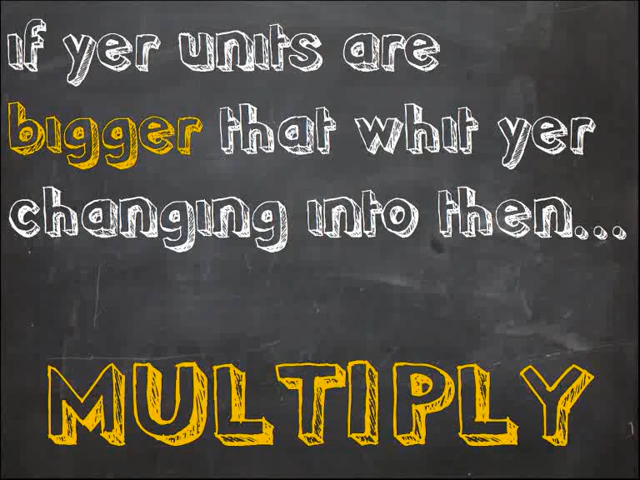 if yer units are
bigger that whit yer
changing into then...
MULTIPLY